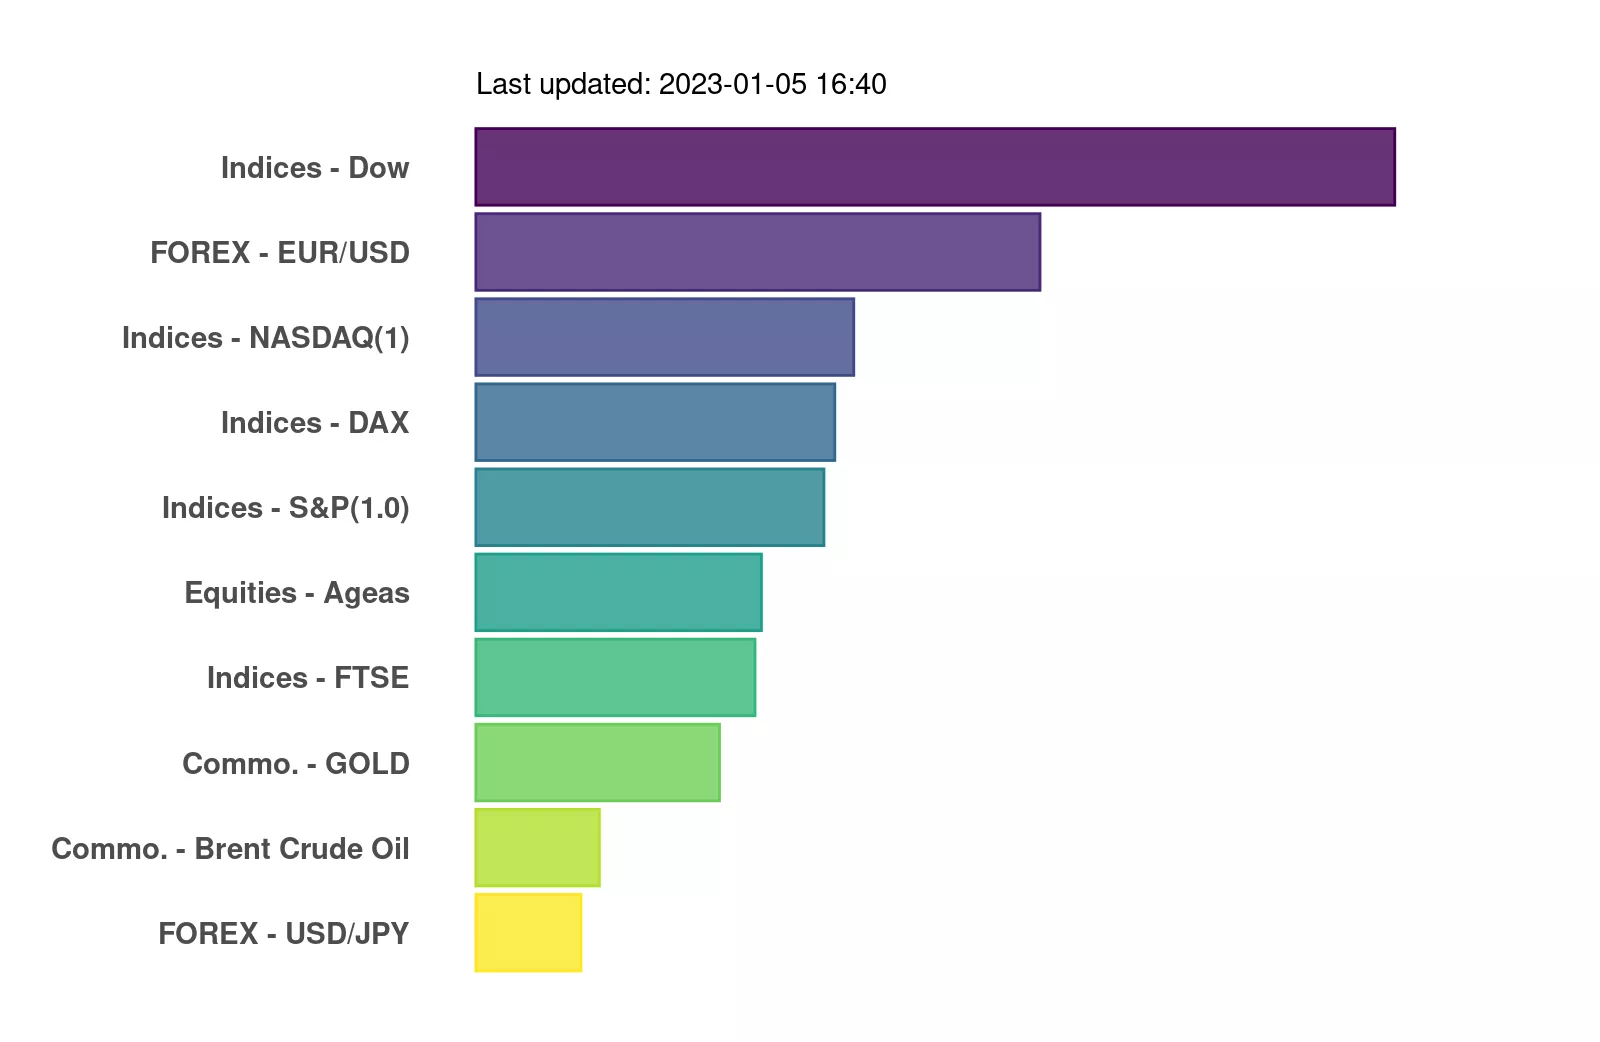 Last updated: 2023-01-05 16:40
Indices - Dow
FOREX - EUR/USD
Indices - NASDAQ(1)
Indices - DAX
Indices - S&P(1.0)
Equities - Ageas
Indices - FTSE
Commo. - GOLD
Commo. - Brent Crude Oil
FOREX - USD/JPY